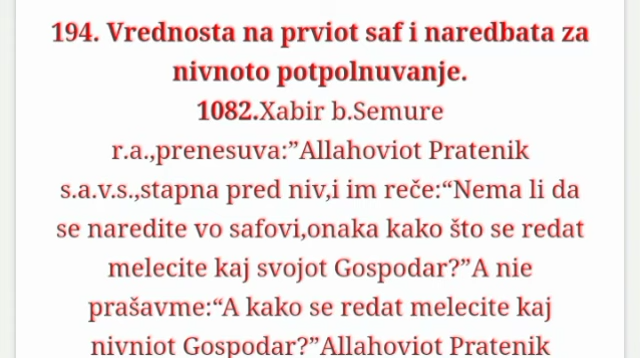 194. Vrednosta na prviot saf i naredbata za
nivnoto potpolnuvanje.
1082.Xabir b.Semure
r.a.,prenesuva:”Allahoviot Pratenik
s.a.v.s.,stapna pred niv,i im reče:“Nema li da
se naredite vo safovi,onaka kako što se redat
melecite kaj svojot Gospodar?”A nie
prašavme:“A kako se redat melecite kaj
nivniot Gospodar?”Allahoviot Pratenik